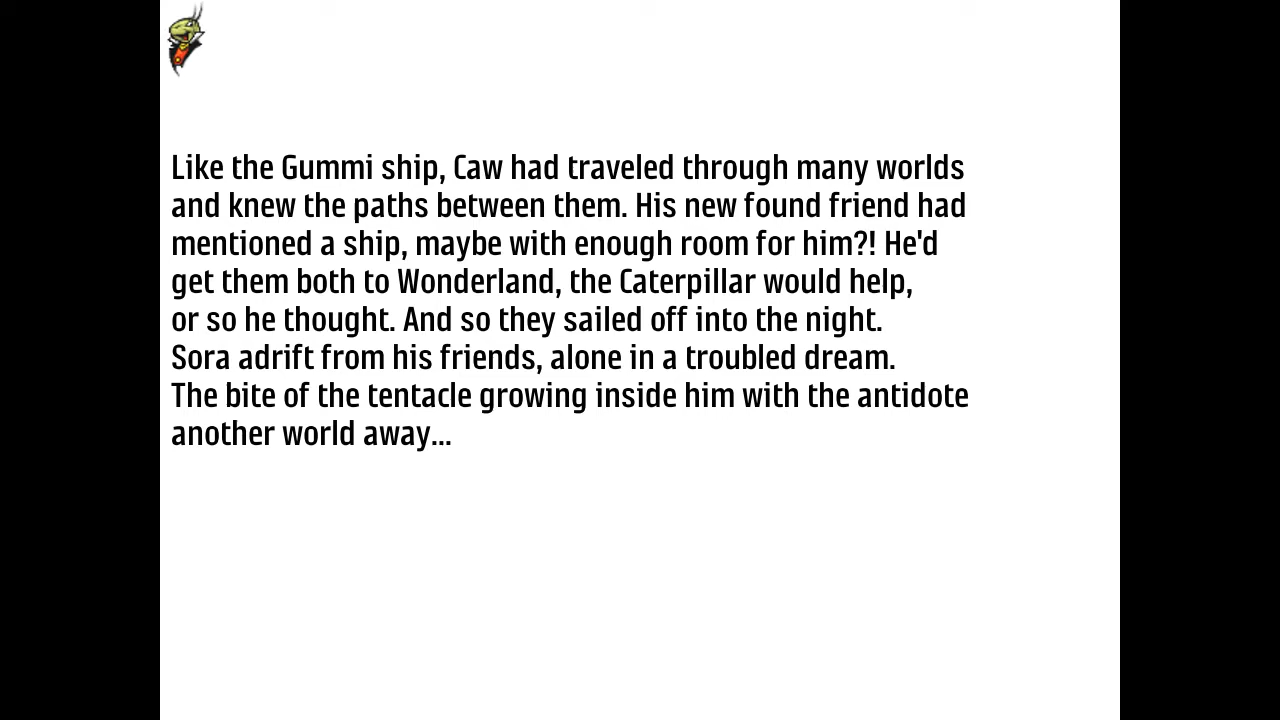 Like the Gummi ship, Caw had traveled through many worlds
and knew the paths between them. His new found friend had
mentioned a ship, maybe with enough room for him?! He'd
get them both to Wonderland, the Caterpillar would help,
or so he thought. And so they sailed off into the night.
Sora adrift from his friends, alone in a troubled dream.
The bite of the tentacle growing inside him with the antidote
another world away...